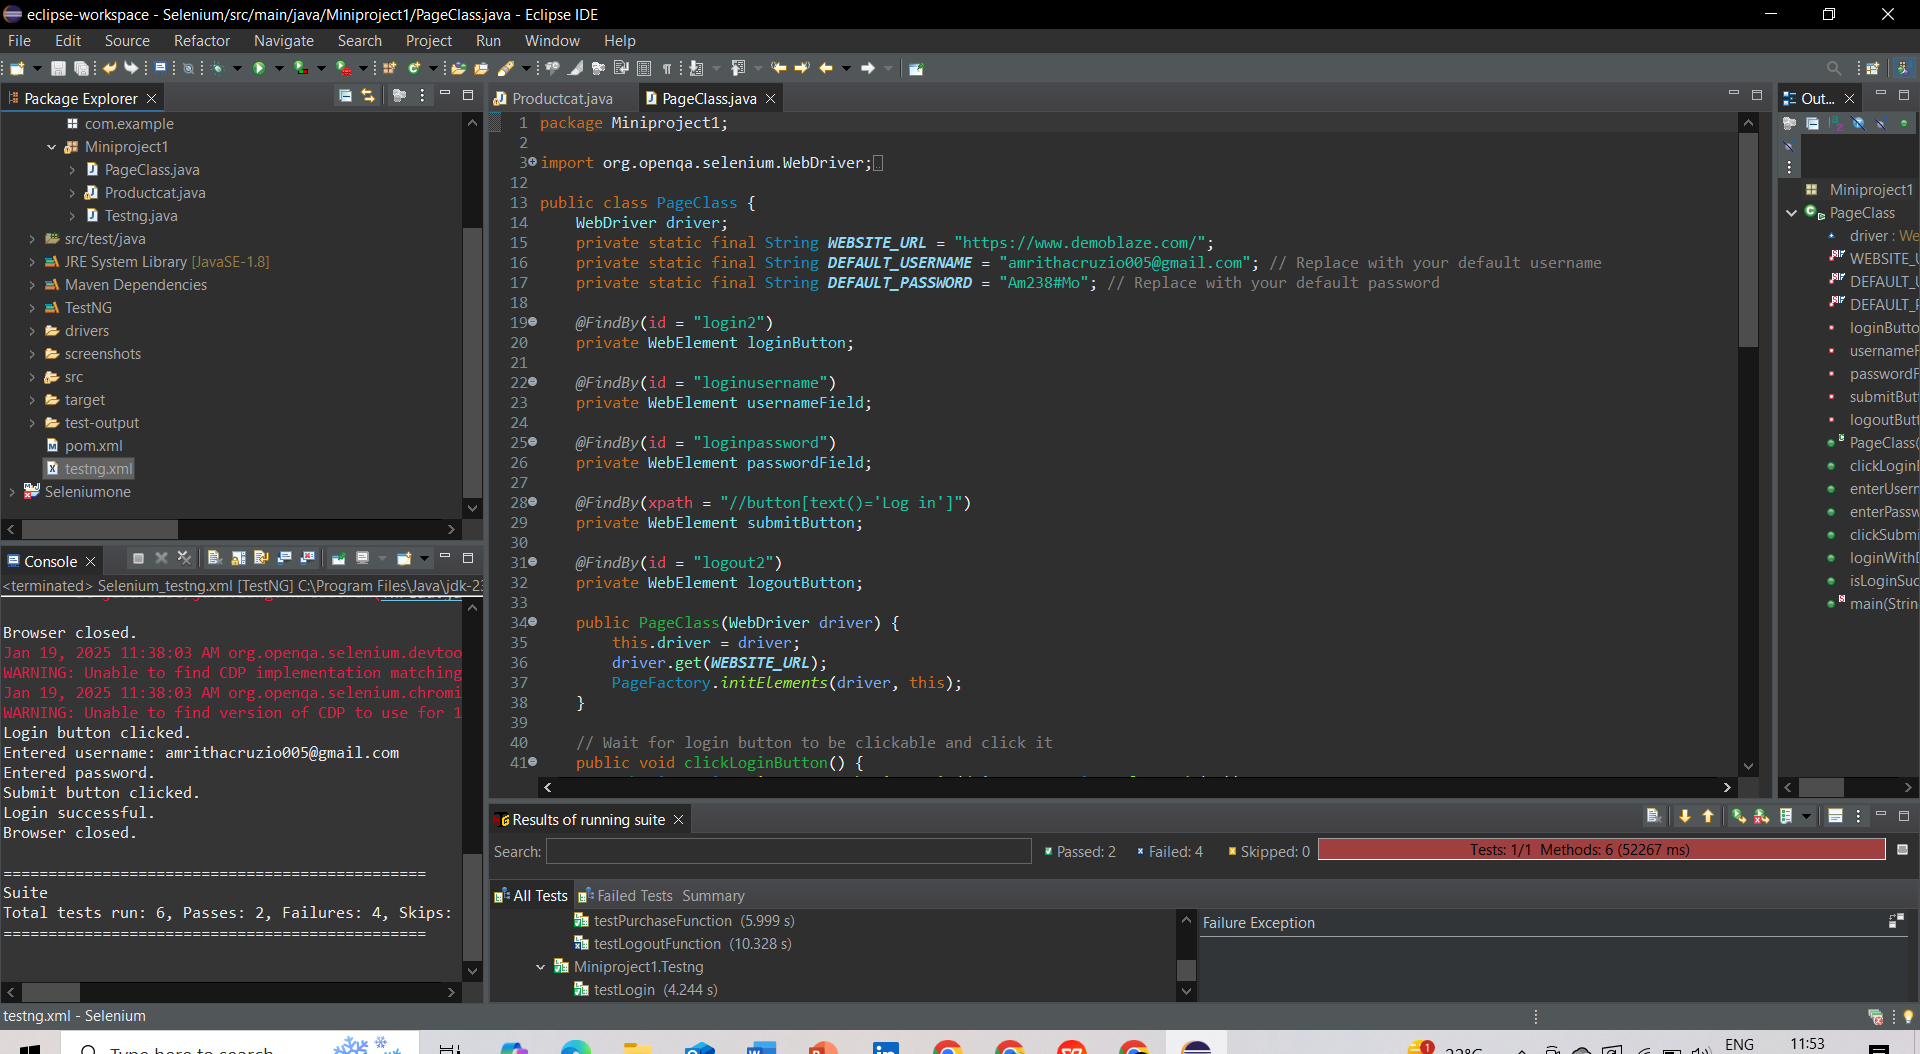 eclipse-workspace - Selenium/src/main/java/Miniproject1/PageClass.java - Eclipse IDE
File Edit Source Refactor Navigate Search Project Run Window Help
Package Explorer
com.example
Miniproject1
PageClass.java
Productcat.java
Testng.java
src/test/java
JRE System Library [JavaSE-1.8]
Maven Dependencies
TestNG
drivers
screenshots
src
target
test-output
pom.xml
testng.xml
Seleniumone
Console
<terminated> Selenium_testng.xml [TestNG] C:\Program Files\Java\jdk-23
Browser closed.
Jan 19, 2025 11:38:03 AM org.openqa.selenium.devtoo
WARNING: Unable to find CDP implementation matching
Jan 19, 2025 11:38:03 AM org.openqa.selenium.chromi
WARNING: Unable to find version of CDP to use for 1
Login button clicked.
Entered username: amrithacruzio005@gmail.com
Entered password.
Submit button clicked.
Login successful.
Browser closed.
===============================================
Suite
Total tests run: 6, Passes: 2, Failures: 4, Skips:
===============================================
Productcat.java
PageClass.java
1 package Miniproject1;
2
3 import org.openqa.selenium.WebDriver;
12
13 public class PageClass {
14 WebDriver driver;
15 private static final String WEBSITE_URL = "https://www.demoblaze.com/";
16 private static final String DEFAULT_USERNAME = "amrithacruzio005@gmail.com"; // Replace with your default username
17 private static final String DEFAULT_PASSWORD = "Am238#Mo"; // Replace with your default password
18
19 @FindBy(id = "login2")
20 private WebElement loginButton;
21
22 @FindBy(id = "loginusername")
23 private WebElement usernameField;
24
25 @FindBy(id = "loginpassword")
26 private WebElement passwordField;
27
28 @FindBy(xpath = "//button[text()='Log in']")
29 private WebElement submitButton;
30
31 @FindBy(id = "logout2")
32 private WebElement logoutButton;
33
34 public PageClass(WebDriver driver) {
35 this.driver = driver;
36 driver.get(WEBSITE_URL);
37 PageFactory.initElements(driver, this);
38 }
39
40 // Wait for login button to be clickable and click it
41 public void clickLoginButton() {
Results of running suite
Search:
Passed: 2 Failed: 4 Skipped: 0
Tests: 1/1 Methods: 6 (52267 ms)
All Tests Failed Tests Summary
testPurchaseFunction (5.999 s)
testLogoutFunction (10.328 s)
Miniproject1.Testng
testLogin (4.244 s)
Failure Exception
Out...
Miniproject1
PageClass
driver : We
WEBSITE_U
DEFAULT_U
DEFAULT_P
loginButto
usernameF
passwordF
submitButt
logoutButt
PageClass(
clickLoginI
enterUsern
enterPassw
clickSubmi
loginWithD
isLoginSuc
main(Strin
testng.xml - Selenium
Type here to search
1
ENG
11:53